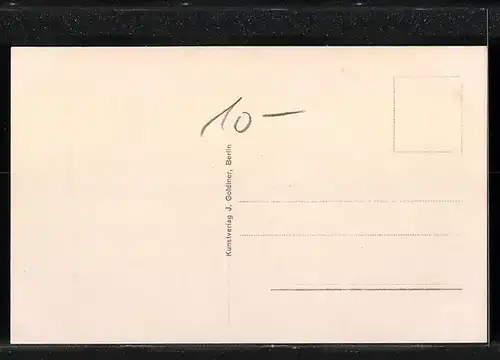 10-
Kunstverlag J. Goldiner, Berlin